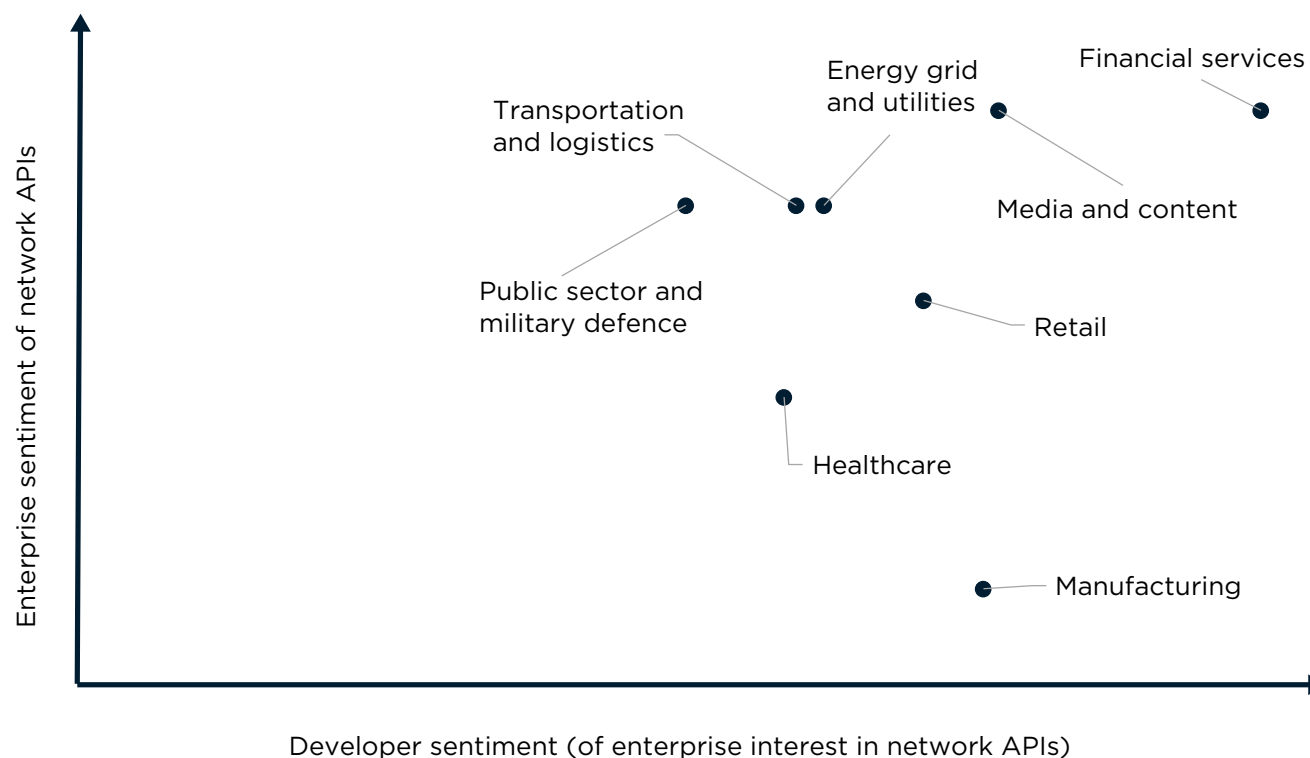 Enterprise sentiment of network APIs
Financial services
Energy grid
and utilities
Transportation
and logistics
Media and content
Public sector and
military defence
Retail
Healthcare
Manufacturing
Developer sentiment (of enterprise interest in network APIs)